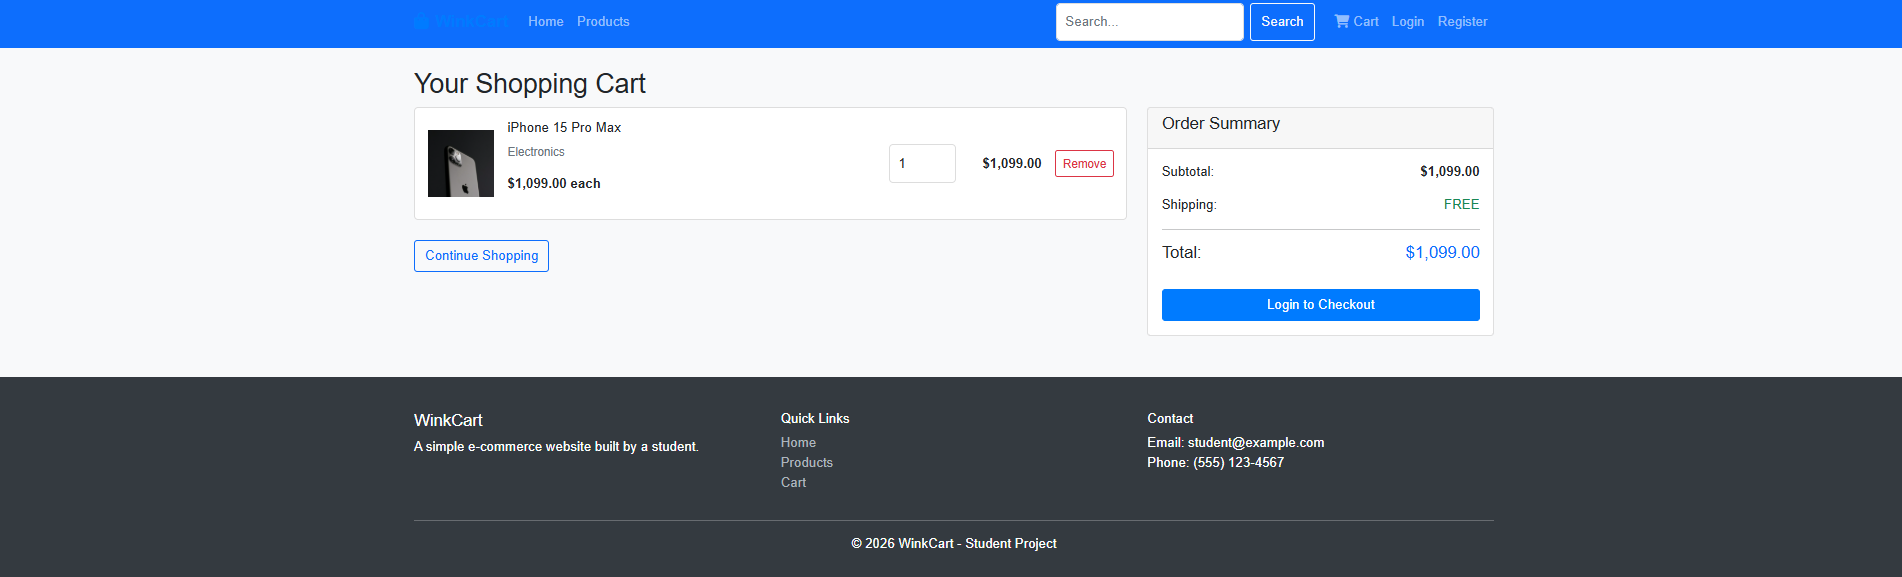 WinkCart Home Products Search... Search Cart Login Register
Your Shopping Cart
iPhone 15 Pro Max
Electronics
$1,099.00 each
1 $1,099.00 Remove
Continue Shopping
Order Summary
Subtotal: $1,099.00
Shipping: FREE
Total: $1,099.00
Login to Checkout
WinkCart
A simple e-commerce website built by a student.
Quick Links
Home
Products
Cart
Contact
Email: student@example.com
Phone: (555) 123-4567
© 2026 WinkCart - Student Project